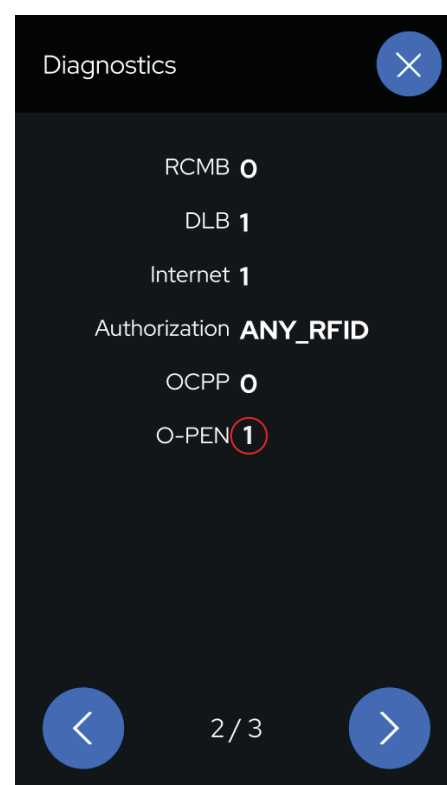 Diagnostics
RCMB 0
DLB 1
Internet 1
Authorization ANY_RFID
OCPP 0
O-PEN 1
2 / 3